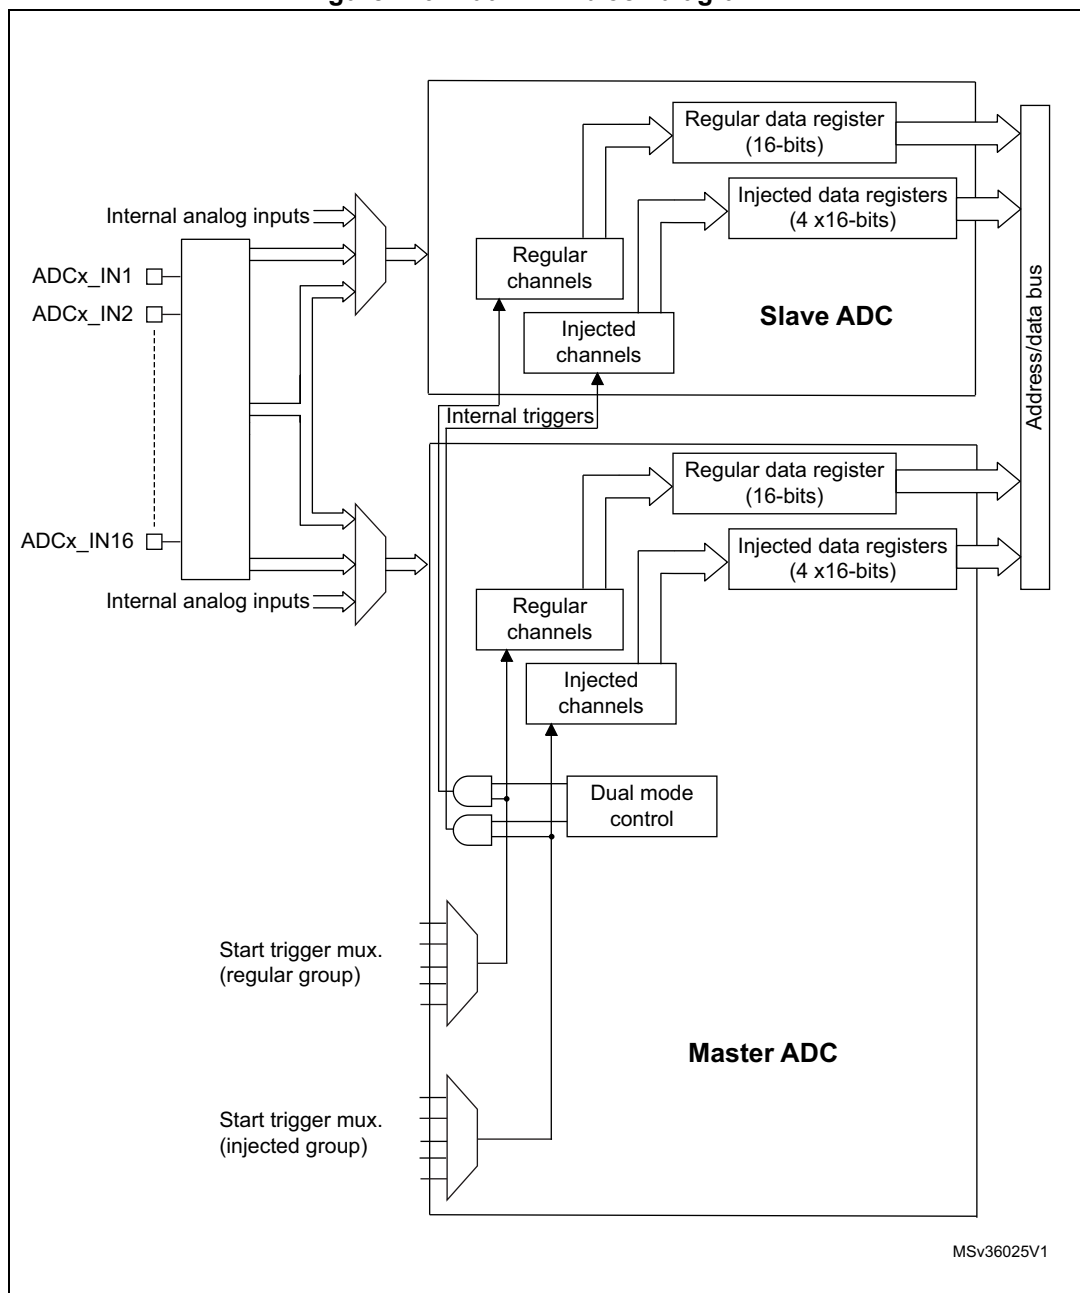 Regular data register
(16-bits)
Internal analog inputs
Injected data registers
(4 x16-bits)
Regular
channels
ADCx_IN1
ADCx_IN2
Slave ADC
Injected
channels
Address/data bus
Internal triggers
Regular data register
(16-bits)
ADCx_IN16
Injected data registers
(4 x16-bits)
Internal analog inputs
Regular
channels
Injected
channels
Dual mode
control
Start trigger mux.
(regular group)
Master ADC
Start trigger mux.
(injected group)
MSv36025V1